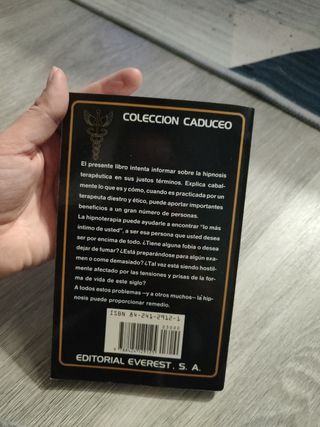 COLECCION CADUCEO
El presente libro intenta informar sobre la hipnosis
terapéutica en sus justos términos. Explica cabal-
mente lo que es y cómo, cuando es practicada por un
terapeuta diestro y ético, puede aportar importantes
beneficios a un gran número de personas.
La hipnoterapia puede ayudarle a encontrar "lo más
íntimo de usted", a ser esa persona que usted desea
ser por encima de todo. ¿Tiene alguna fobia o desea
dejar de fumar? ¿Está preparándose para algún exa-
men o come demasiado? ¿Tal vez está siendo hostil-
mente afectado por las tensiones y prisas de la for-
ma de vida de este siglo?
A todos estos problemas —y a otros muchos— la hip-
nosis puede proporcionar remedio.
ISBN 84-241-2912-1
EDITORIAL EVEREST, S. A.